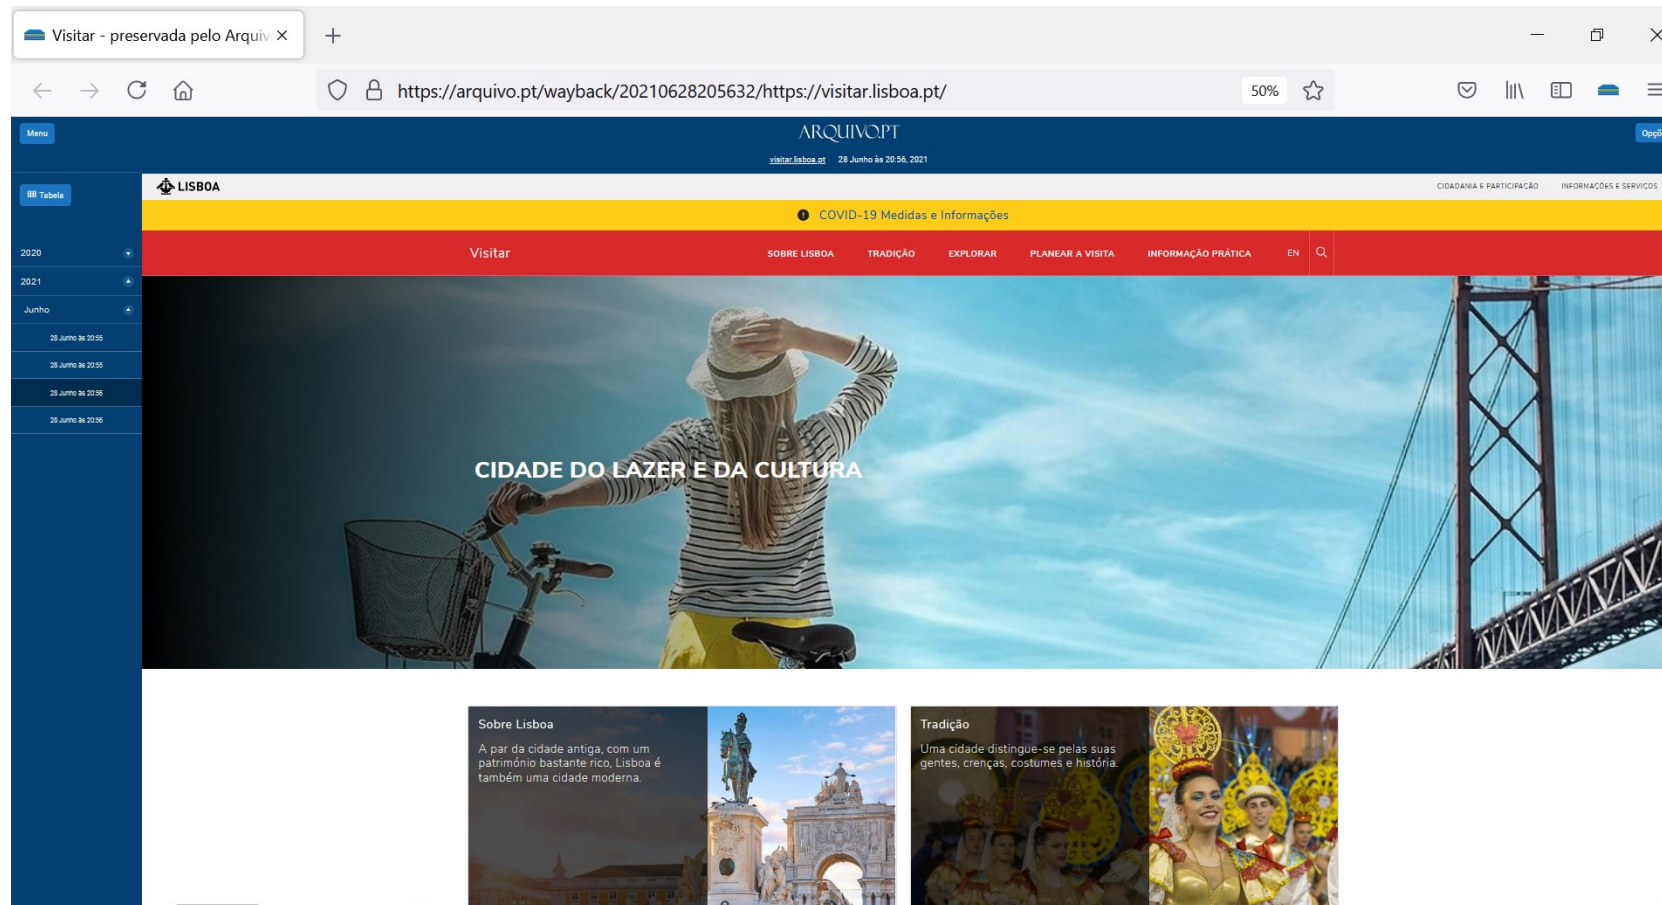 Visitar - preservada pelo Arquiv
https://arquivo.pt/wayback/20210628205632/https://visitar.lisboa.pt/
50%
Menu
ARQUIVO.PT
visitar.lisboa.pt 28 Junho às 20:56, 2021
Tabela
LISBOA
CIDADANIA E PARTICIPAÇÃO INFORMAÇÕES E SERVIÇOS
COVID-19 Medidas e Informações
2020
2021
Junho
28 Junho às 20:55
28 Junho às 20:55
28 Junho às 20:56
28 Junho às 20:56
Visitar SOBRE LISBOA TRADIÇÃO EXPLORAR PLANEAR A VISITA INFORMAÇÃO PRÁTICA EN
CIDADE DO LAZER E DA CULTURA
Sobre Lisboa
A par da cidade antiga, com um
património bastante rico, Lisboa é
também uma cidade moderna.
Tradição
Uma cidade distingue-se pelas suas
gentes, crenças, costumes e história.